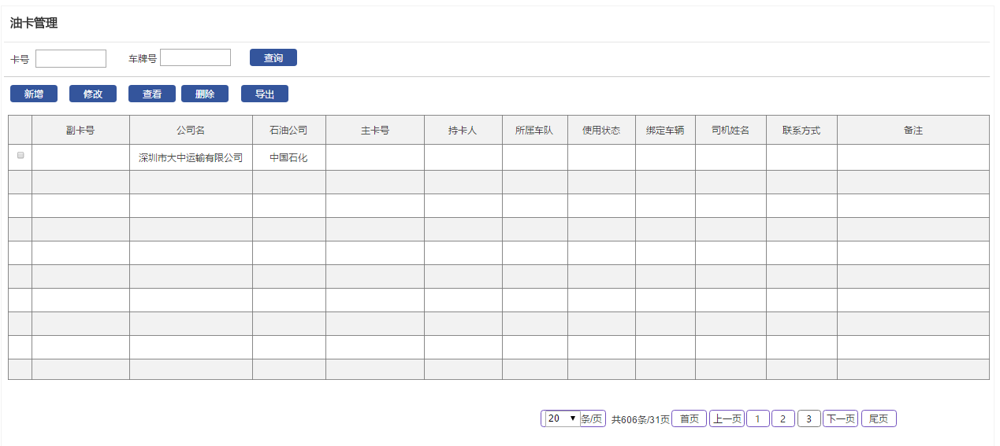 油卡管理
卡号 车牌号 查询
新增 修改 查看 删除 导出
副卡号 公司名 石油公司 主卡号 持卡人 所属车队 使用状态 绑定车辆 司机姓名 联系方式 备注
深圳市大中运输有限公司 中国石化
20 ▼ 条/页 共606条/31页 首页 上一页 1 2 3 下一页 尾页